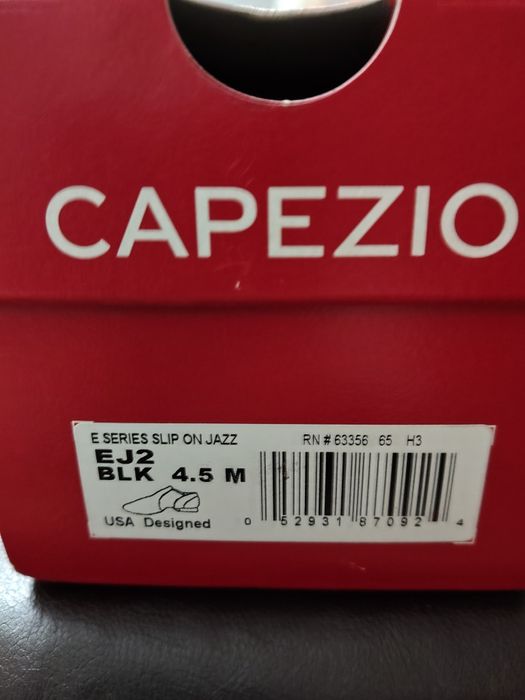 CAPEZIO
E SERIES SLIP ON JAZZ RN # 63356 65 H3
EJ2
BLK 4.5 M
USA Designed
0 52931 87092 4